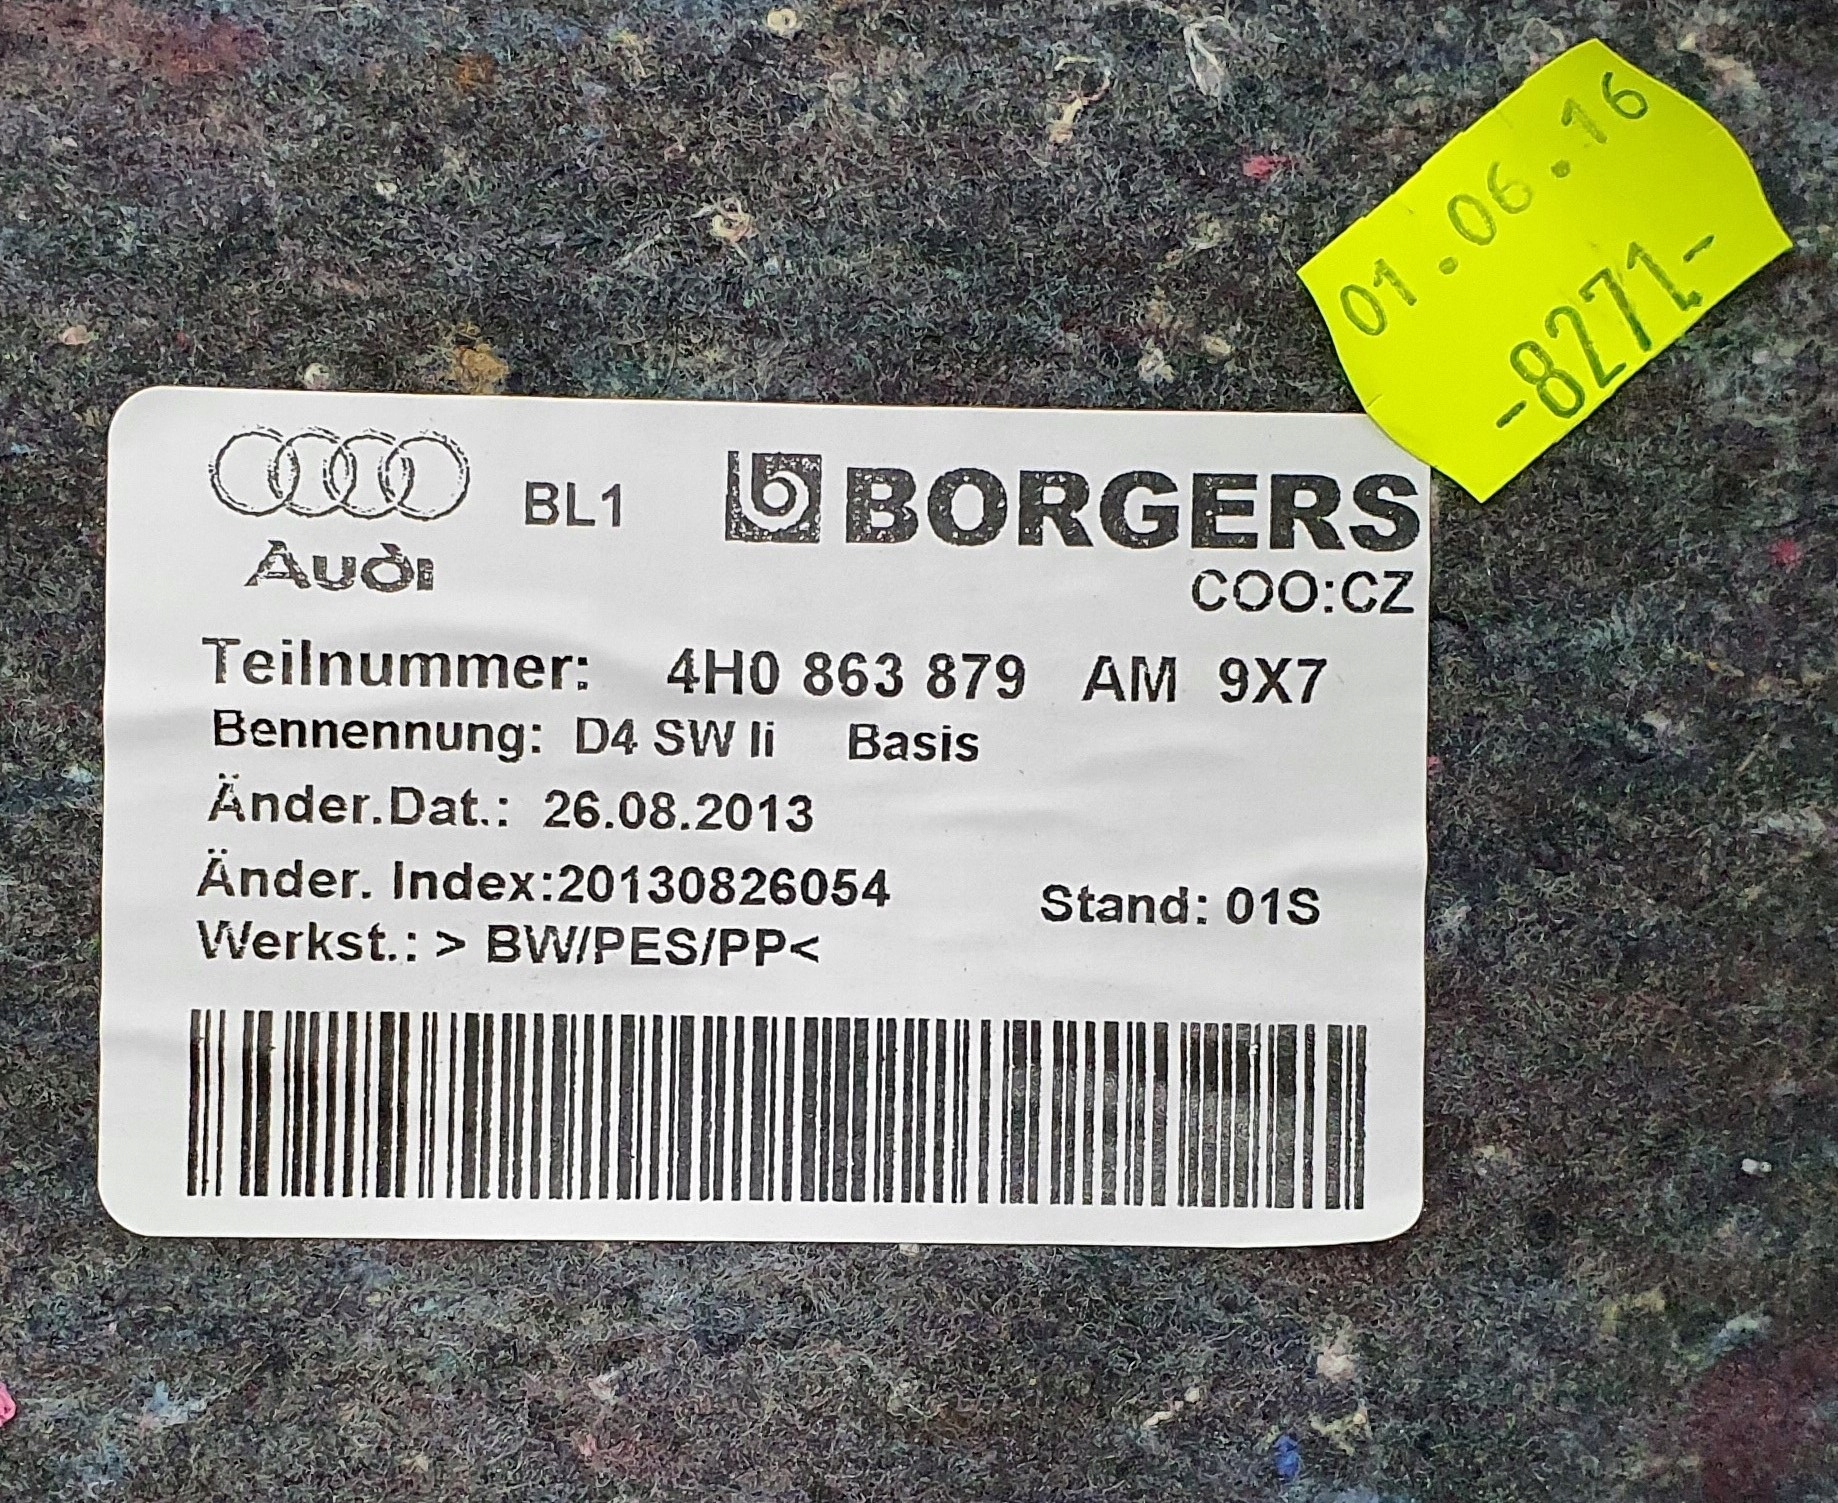 01.06.16
-8271-
Audi
BL1
BORGERS
COO:CZ
Teilnummer: 4H0 863 879 AM 9X7
Bennennung: D4 SW li Basis
Änder.Dat.: 26.08.2013
Änder. Index:20130826054
Stand: 01S
Werkst.: > BW/PES/PP<